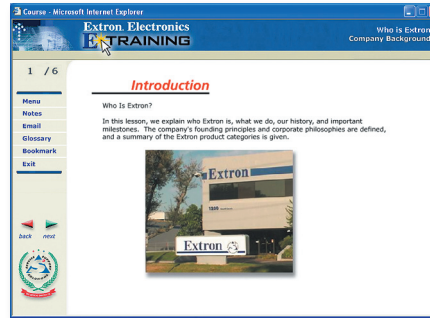 Course - Microsoft Internet Explorer
Extron. Electronics
E TRAINING
Who is Extron
Company Background
1 / 6
Introduction
Menu
Notes
Email
Glossary
Bookmark
Exit
Who Is Extron?
In this lesson, we explain who Extron is, what we do, our history, and important
milestones. The company's founding principles and corporate philosophies are defined,
and a summary of the Extron product categories is given.
Extron
Extron
back next